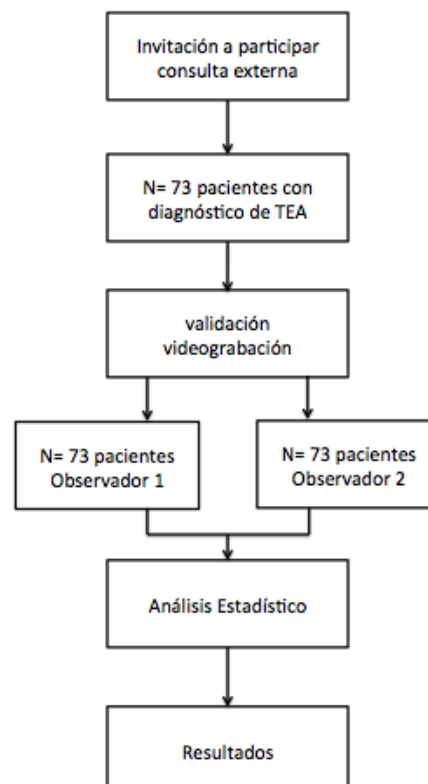 Invitación a participar
consulta externa
N= 73 pacientes con
diagnóstico de TEA
validación
videograbación
N= 73 pacientes
Observador 1
N= 73 pacientes
Observador 2
Análisis Estadístico
Resultados